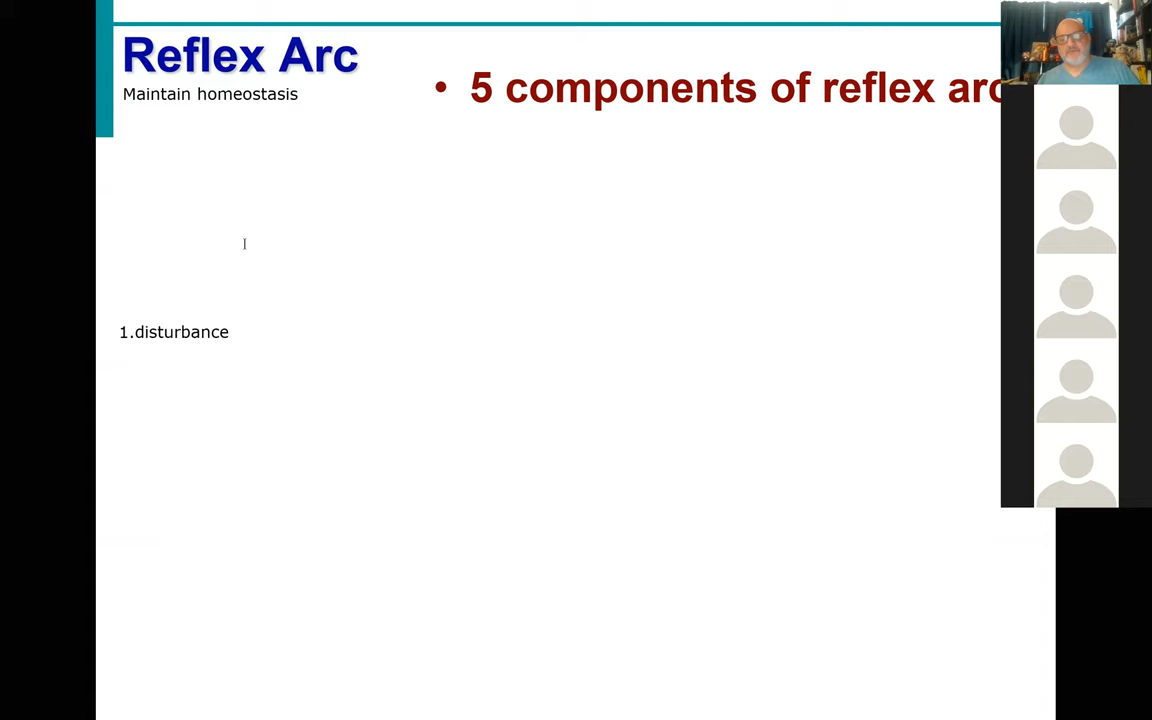 Reflex Arc
Maintain homeostasis
• 5 components of reflex arc
1.disturbance